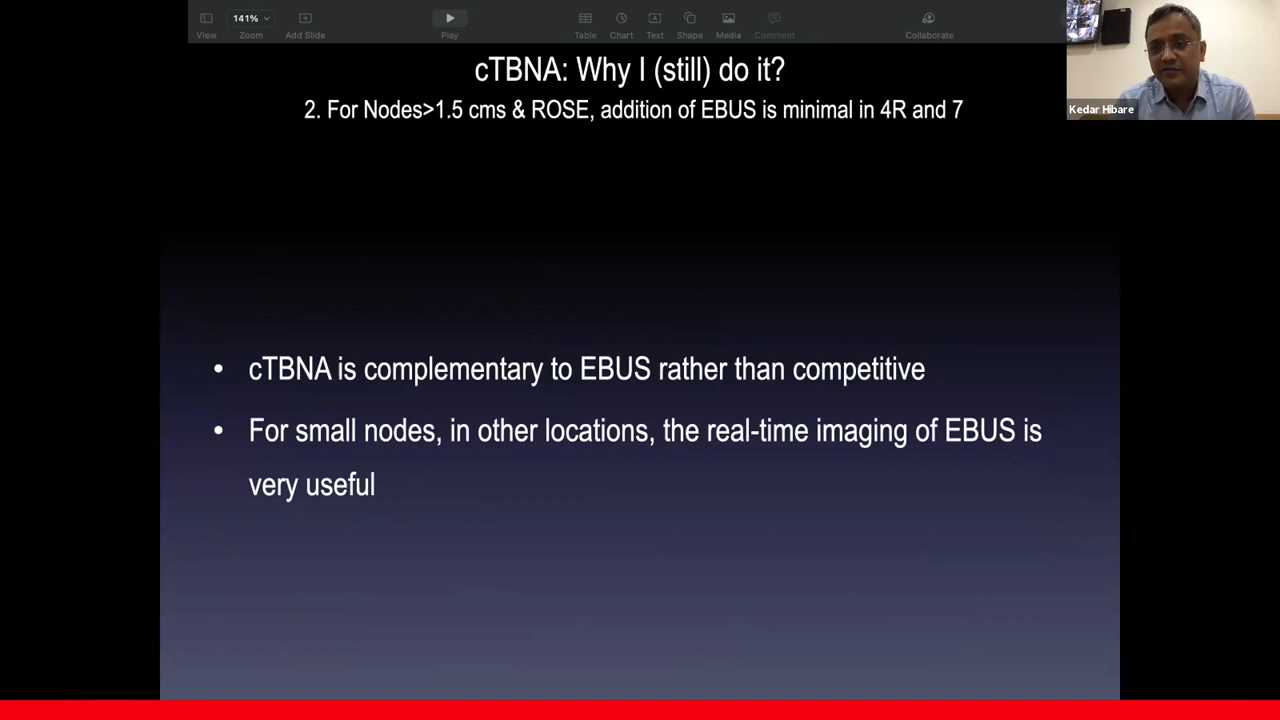 141%
View
Zoom
Add Slide
Play
Table
Chart
Text
Shape
Media
Comment
Collaborate
Kedar Hibare
cTBNA: Why I (still) do it?
2. For Nodes>1.5 cms & ROSE, addition of EBUS is minimal in 4R and 7
• cTBNA is complementary to EBUS rather than competitive
• For small nodes, in other locations, the real-time imaging of EBUS is
very useful